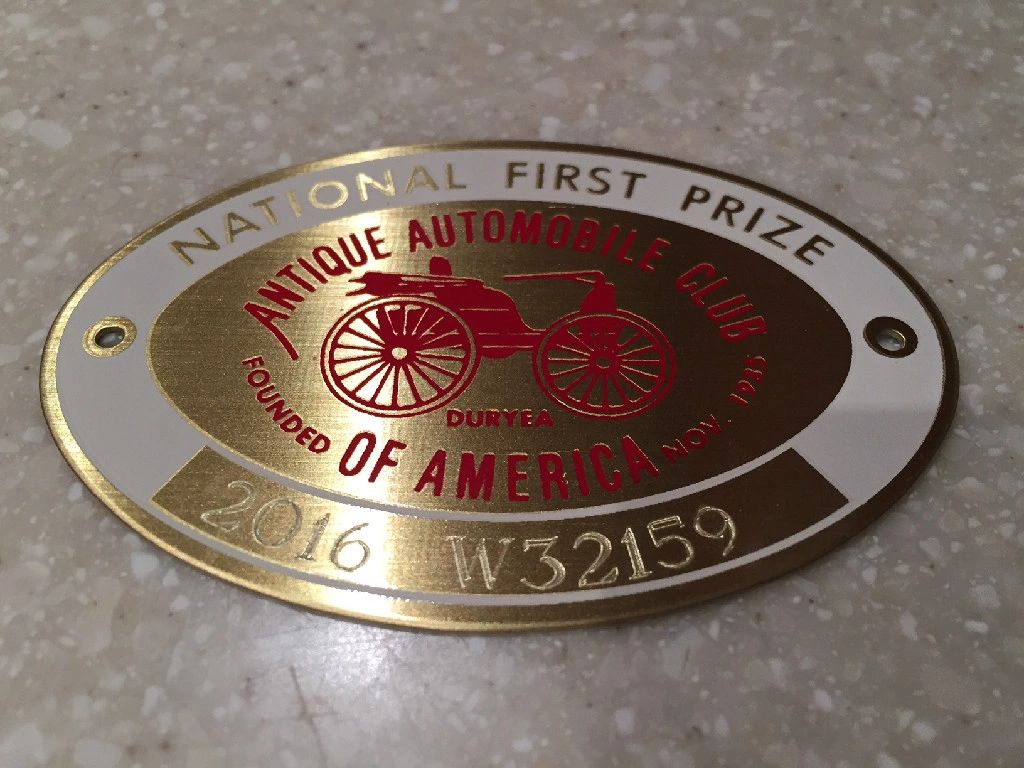 NATIONAL FIRST PRIZE
ANTIQUE AUTOMOBILE CLUB
OF AMERICA
FOUNDED NOV. 1935
DURYEA
2016 W32159